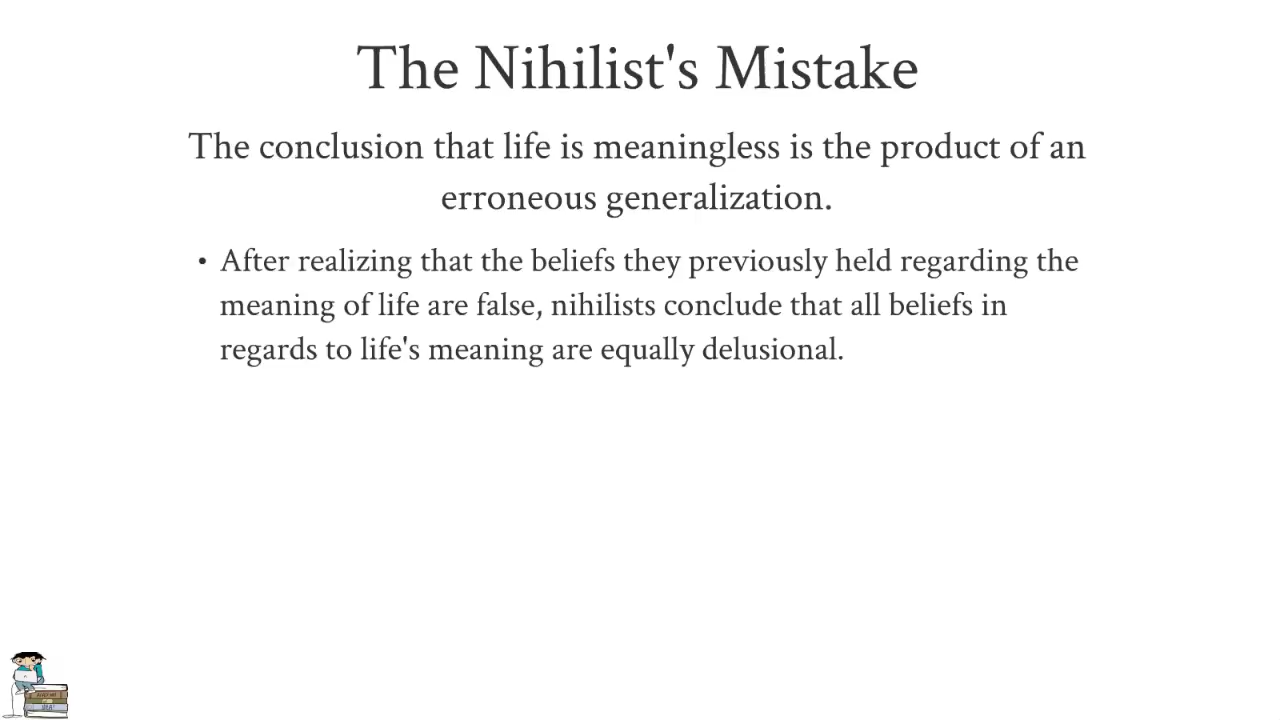 The Nihilist's Mistake
The conclusion that life is meaningless is the product of an
erroneous generalization.
• After realizing that the beliefs they previously held regarding the
meaning of life are false, nihilists conclude that all beliefs in
regards to life's meaning are equally delusional.